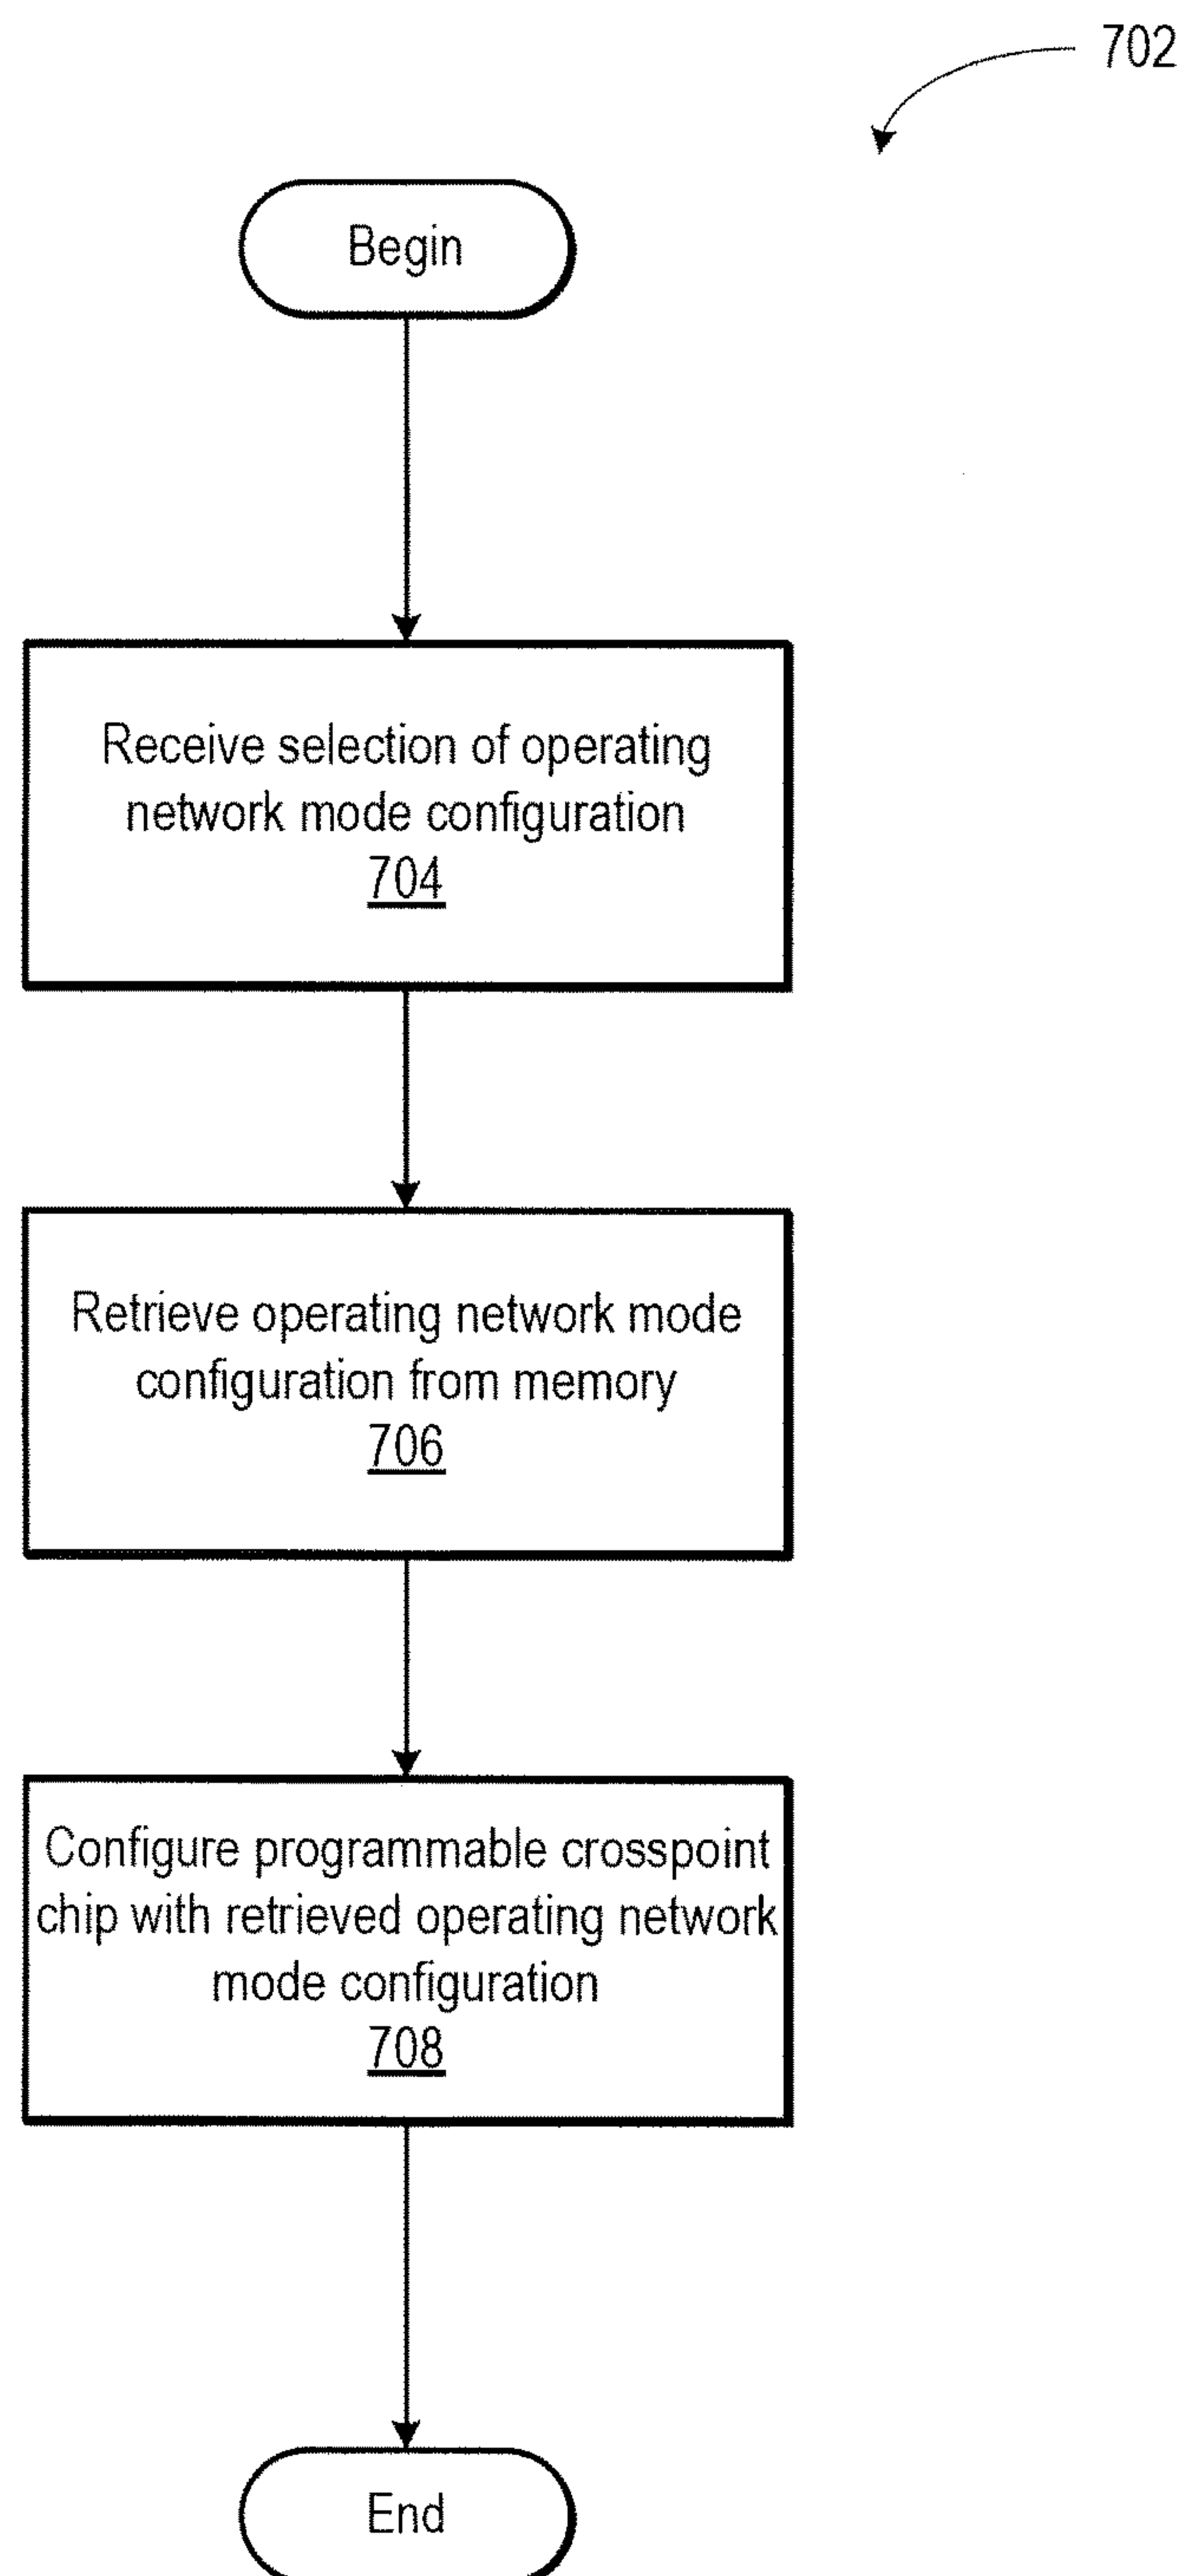 702
Begin
Receive selection of operating
network mode configuration
704
Retrieve operating network mode
configuration from memory
706
Configure programmable crosspoint
chip with retrieved operating network
mode configuration
708
End